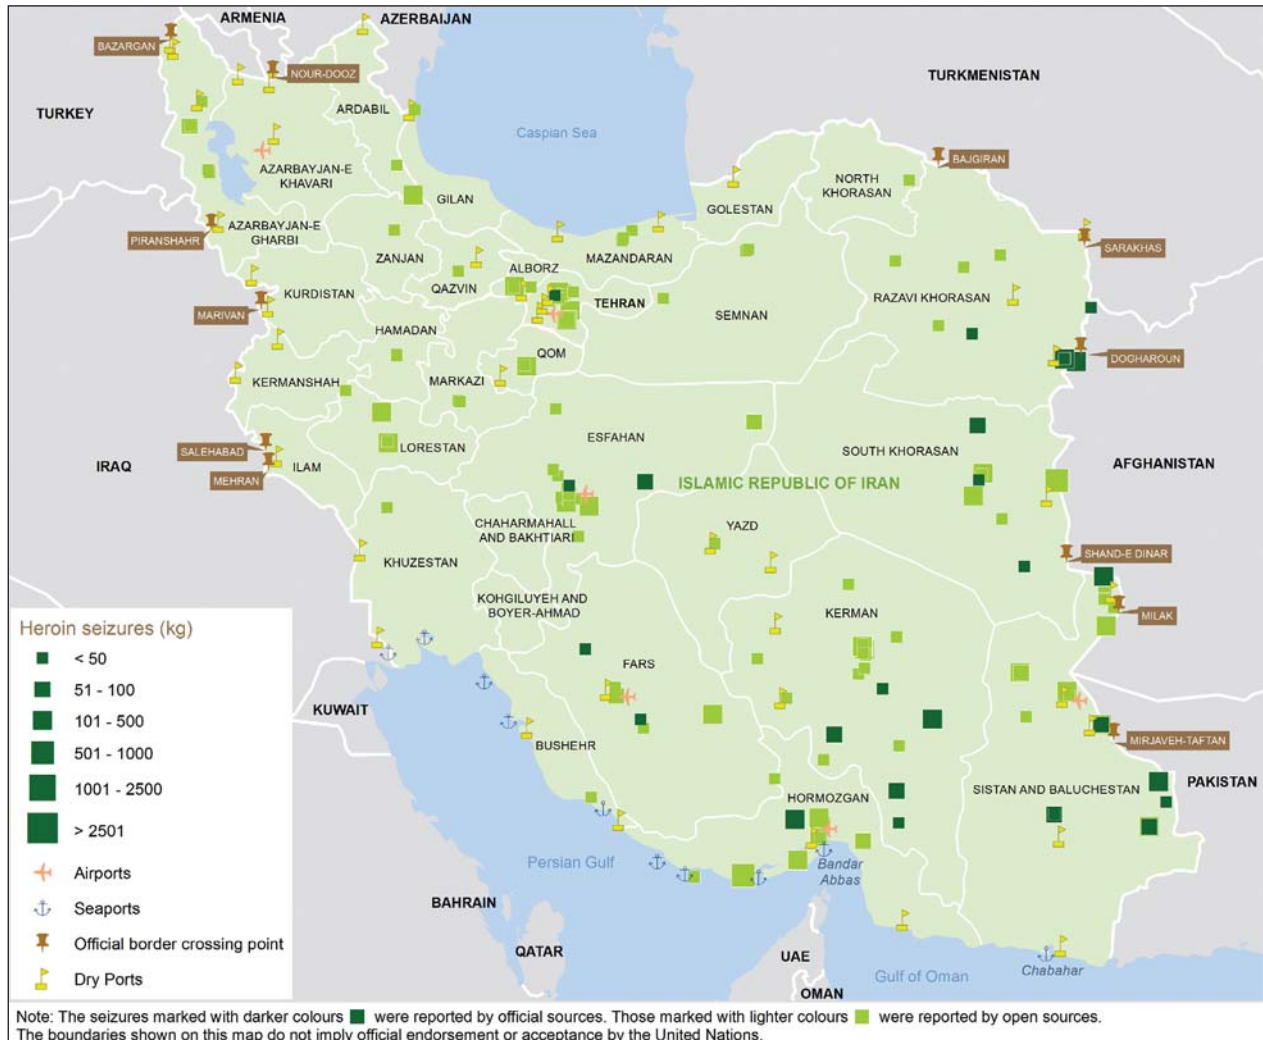 ARMENIA
AZERBAIJAN
BAZARGAN
NOUR-DOOZ
TURKMENISTAN
TURKEY
ARDABIL
Caspian Sea
BAJGIRAN
AZARBAYJAN-E
KHAVARI
NORTH
KHORASAN
GILAN
GOLESTAN
AZARBAYJAN-E
GHARBI
PIRANSHAHR
SARAKHAS
ZANJAN
MAZANDARAN
ALBORZ
QAZVIN
KURDISTAN
TEHRAN
RAZAVI KHORASAN
MARIVAN
SEMNAN
HAMADAN
QOM
DOGHAROUN
MARKAZI
KERMANSHAH
ESFAHAN
LORESTAN
SALEHABAD
SOUTH KHORASAN
IRAQ
ILAM
AFGHANISTAN
MEHRAN
ISLAMIC REPUBLIC OF IRAN
CHAHARMAHALL
AND BAKHTIARI
YAZD
SHAND-E DINAR
KHUZESTAN
KOHGILUYEH AND
BOYER-AHMAD
KERMAN
MILAK
FARS
KUWAIT
BUSHEHR
MIRJAVEH-TAFTAN
PAKISTAN
HORMOZGAN
SISTAN AND BALUCHESTAN
Persian Gulf
Bandar
Abbas
BAHRAIN
QATAR
UAE
Gulf of Oman
Chabahar
OMAN
Heroin seizures (kg)
< 50
51 - 100
101 - 500
501 - 1000
1001 - 2500
> 2501
Airports
Seaports
Official border crossing point
Dry Ports
Note: The seizures marked with darker colours were reported by official sources. Those marked with lighter colours were reported by open sources.
The boundaries shown on this map do not imply official endorsement or acceptance by the United Nations.